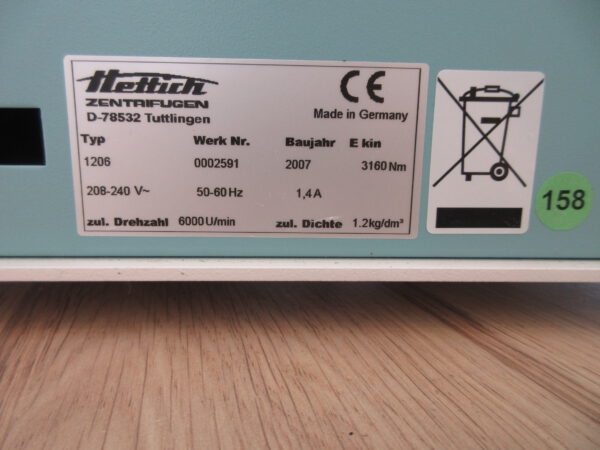 Hettich
ZENTRIFUGEN
D-78532 Tuttlingen
CE
Made in Germany
Typ Werk Nr. Baujahr E kin
1206 0002591 2007 3160 Nm
208-240 V~ 50-60 Hz 1,4 A
zul. Drehzahl 6000 U/min zul. Dichte 1.2kg/dm³
158